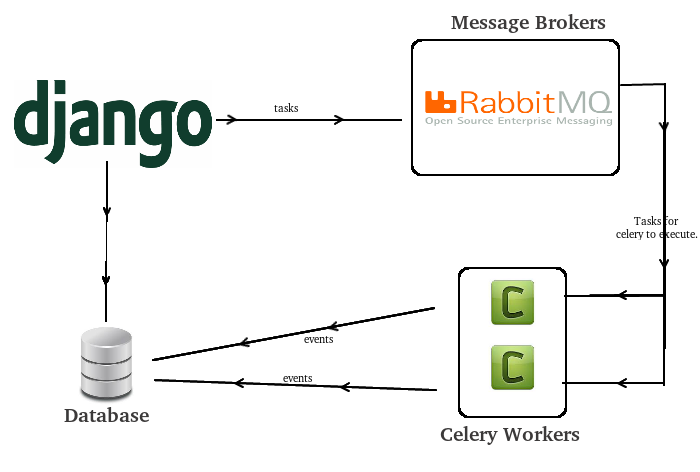 Message Brokers
django
tasks
RabbitMQ
Open Source Enterprise Messaging
Tasks for
celery to execute.
C
events
C
events
Database
Celery Workers